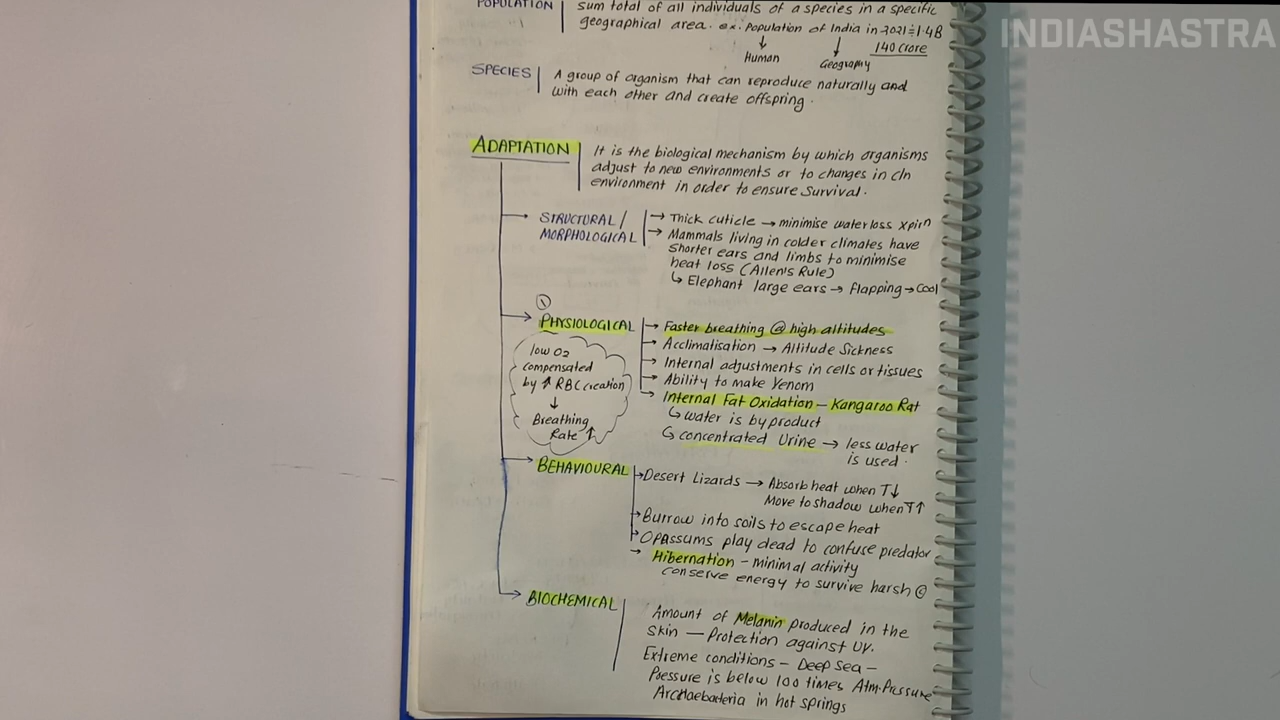 INDIASHASTRA
POPULATION
sum total of all individuals of a species in a specific
geographical area. ex. Population of India in 2021 ≈ 1.4B
140 crore
Human
Geography
SPECIES
A group of organism that can reproduce naturally and
with each other and create offspring.
ADAPTATION
It is the biological mechanism by which organisms
adjust to new environments or to changes in c/n
environment in order to ensure Survival.
STRUCTURAL/
MORPHOLOGICAL
→ Thick cuticle → minimise water loss xpirn
→ Mammals living in colder climates have
shorter ears and limbs to minimise
heat loss (Allen's Rule)
↳ Elephant large ears → flapping → Cool
①
PHYSIOLOGICAL
→ Faster breathing @ high altitudes
→ Acclimatisation → Altitude Sickness
→ Internal adjustments in cells or tissues
→ Ability to make Venom
→ Internal Fat Oxidation – Kangaroo Rat
↳ water is by product
↳ concentrated Urine → less water
is used.
low O2
compensated
by ↑ RBC creation
↓
Breathing
Rate ↑
BEHAVIOURAL
→ Desert Lizards → Absorb heat when T↓
Move to shadow when T↑
→ Burrow into soils to escape heat
→ Opossums play dead to confuse predator
→ Hibernation – minimal activity
conserve energy to survive harsh ©
BIOCHEMICAL
Amount of Melanin produced in the
skin – Protection against UV.
Extreme conditions – Deep sea –
Pressure is below 100 times Atm. Pressure
Archaebacteria in hot springs